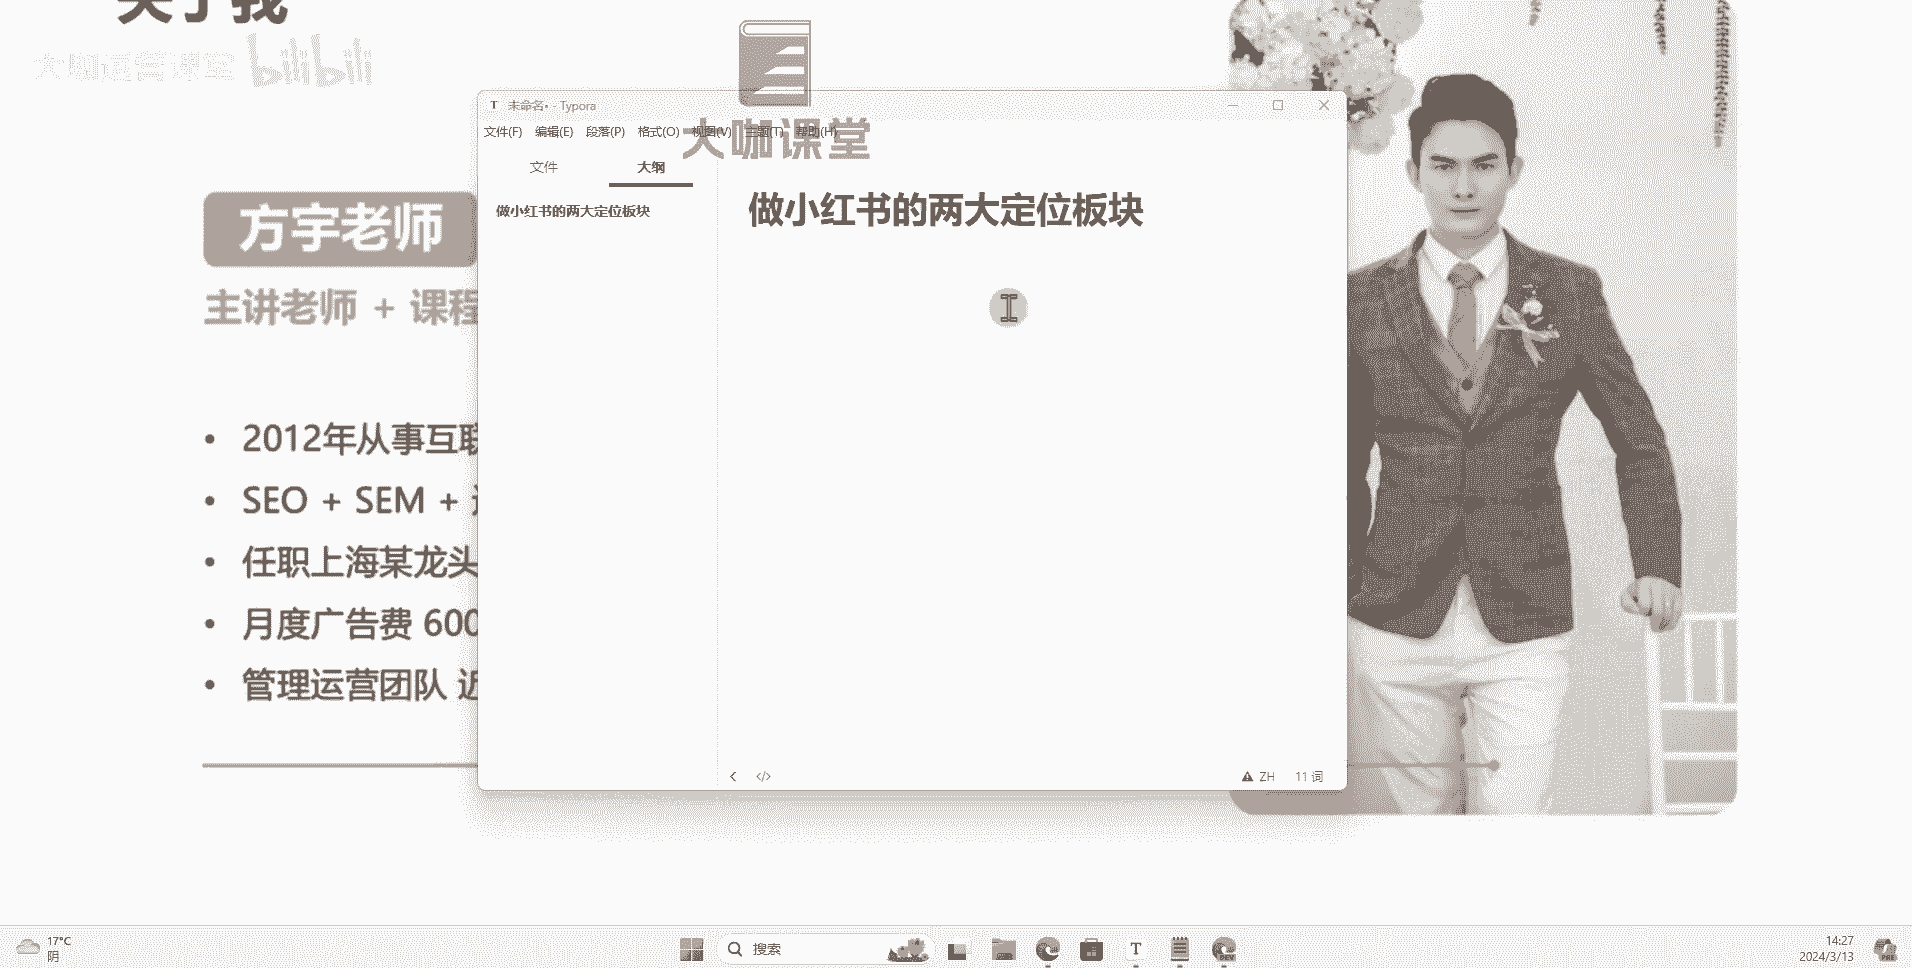 关于我
大咖运营课堂 bilibili
大咖课堂
未命名• - Typora
文件(F) 编辑(E) 段落(P) 格式(O) 视图(V) 主题(T) 帮助(H)
文件 大纲
做小红书的两大定位板块
做小红书的两大定位板块
方宇老师
主讲老师 + 课程
2012年从事互联
SEO + SEM +
任职上海某龙头
月度广告费 600
管理运营团队 近
ZH 11 词
17°C
阴
搜索
T
DEV
14:27
2024/3/13
PRE